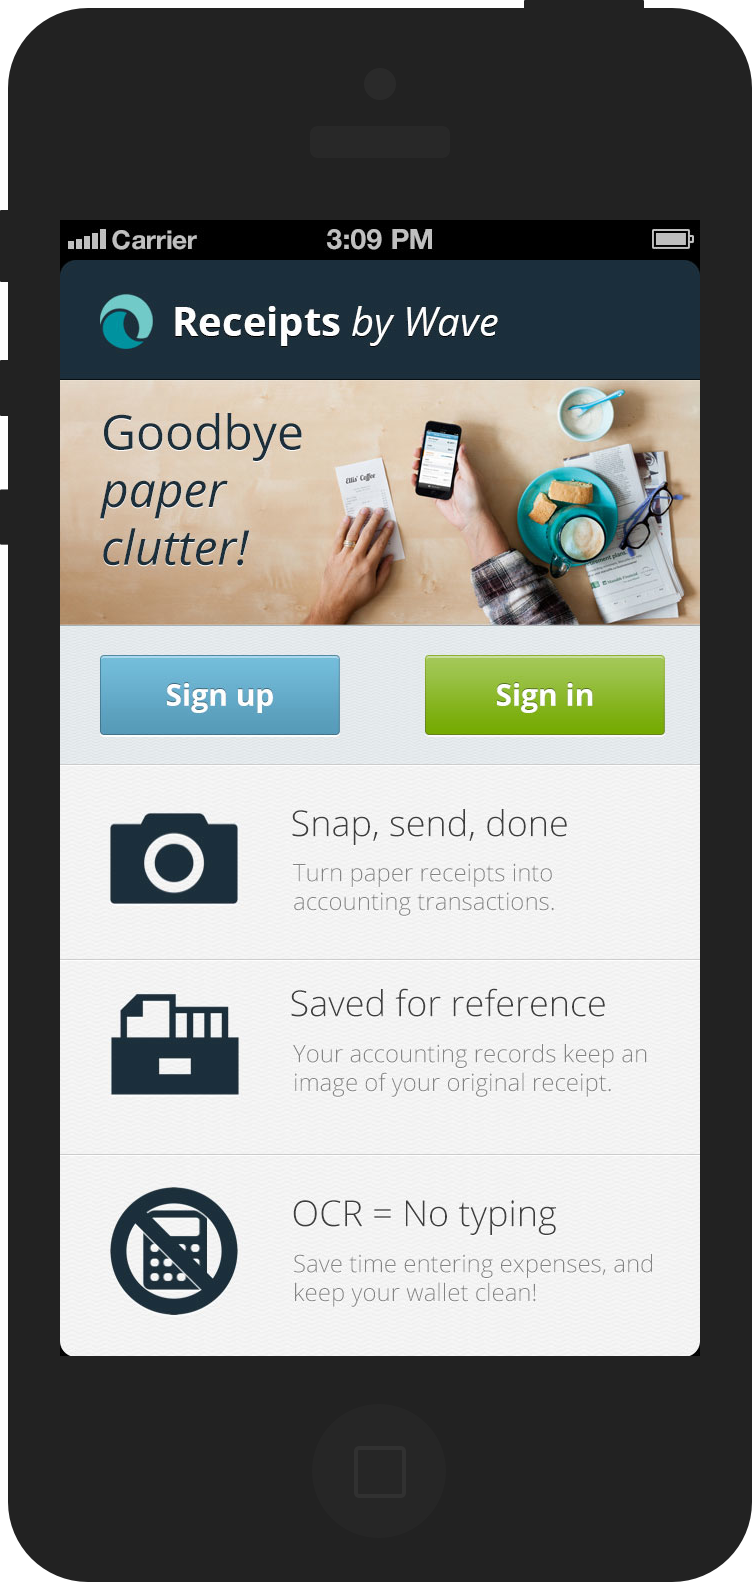 Carrier 3:09 PM
Receipts by Wave
Goodbye
paper
clutter!
Ellis' Coffee
Sign up
Sign in
Snap, send, done
Turn paper receipts into
accounting transactions.
Saved for reference
Your accounting records keep an
image of your original receipt.
OCR = No typing
Save time entering expenses, and
keep your wallet clean!